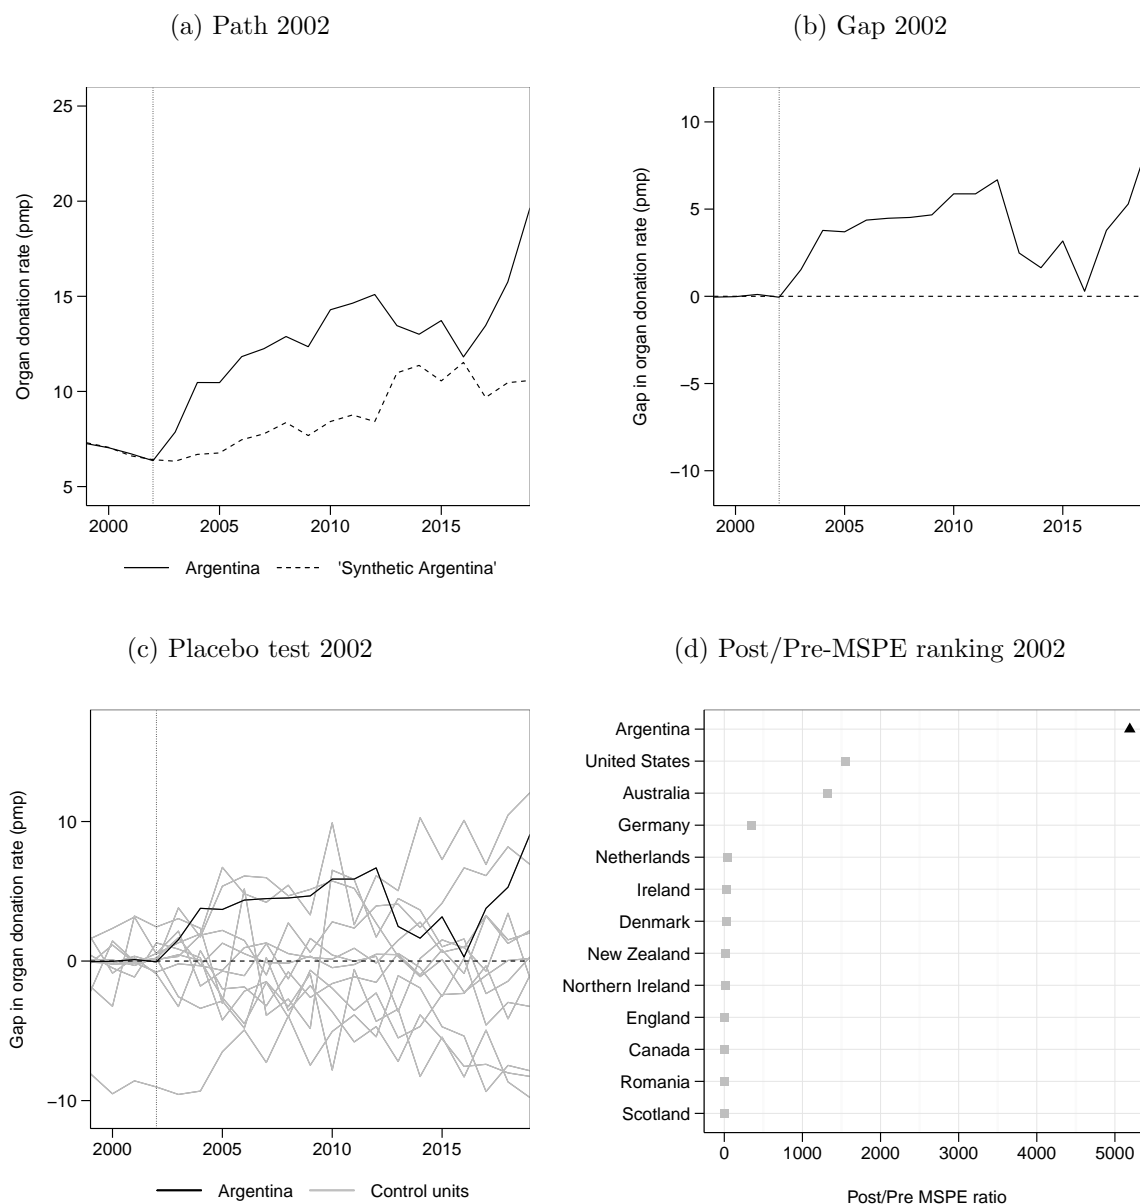 (a) Path 2002
(b) Gap 2002
Organ donation rate (pmp)
25
20
15
10
5
2000 2005 2010 2015
Argentina 'Synthetic Argentina'
Gap in organ donation rate (pmp)
10
5
0
−5
−10
2000 2005 2010 2015
(c) Placebo test 2002
(d) Post/Pre-MSPE ranking 2002
Gap in organ donation rate (pmp)
10
0
−10
2000 2005 2010 2015
Argentina Control units
Argentina
United States
Australia
Germany
Netherlands
Ireland
Denmark
New Zealand
Northern Ireland
England
Canada
Romania
Scotland
0 1000 2000 3000 4000 5000
Post/Pre MSPE ratio